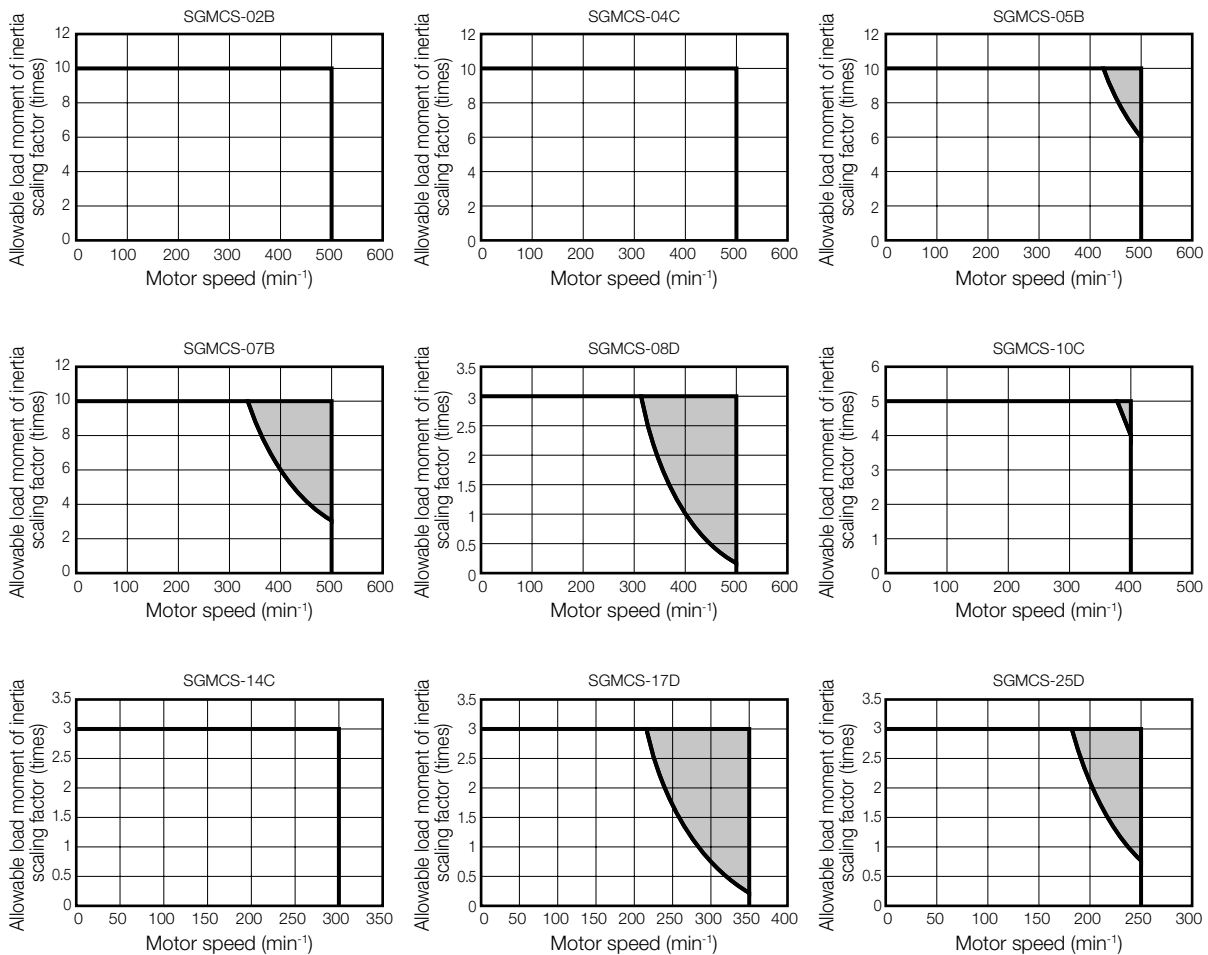 SGMCS-02B
Allowable load moment of inertia
scaling factor (times)
12
10
8
6
4
2
0
0 100 200 300 400 500 600
Motor speed (min-1)
SGMCS-04C
Allowable load moment of inertia
scaling factor (times)
12
10
8
6
4
2
0
0 100 200 300 400 500 600
Motor speed (min-1)
SGMCS-05B
Allowable load moment of inertia
scaling factor (times)
12
10
8
6
4
2
0
0 100 200 300 400 500 600
Motor speed (min-1)
SGMCS-07B
Allowable load moment of inertia
scaling factor (times)
12
10
8
6
4
2
0
0 100 200 300 400 500 600
Motor speed (min-1)
SGMCS-08D
Allowable load moment of inertia
scaling factor (times)
3.5
3
2.5
2
1.5
1
0.5
0
0 100 200 300 400 500 600
Motor speed (min-1)
SGMCS-10C
Allowable load moment of inertia
scaling factor (times)
6
5
4
3
2
1
0
0 100 200 300 400 500
Motor speed (min-1)
SGMCS-14C
Allowable load moment of inertia
scaling factor (times)
3.5
3
2.5
2
1.5
1
0.5
0
0 50 100 150 200 250 300 350
Motor speed (min-1)
SGMCS-17D
Allowable load moment of inertia
scaling factor (times)
3.5
3
2.5
2
1.5
1
0.5
0
0 50 100 150 200 250 300 350 400
Motor speed (min-1)
SGMCS-25D
Allowable load moment of inertia
scaling factor (times)
3.5
3
2.5
2
1.5
1
0.5
0
0 50 100 150 200 250 300
Motor speed (min-1)